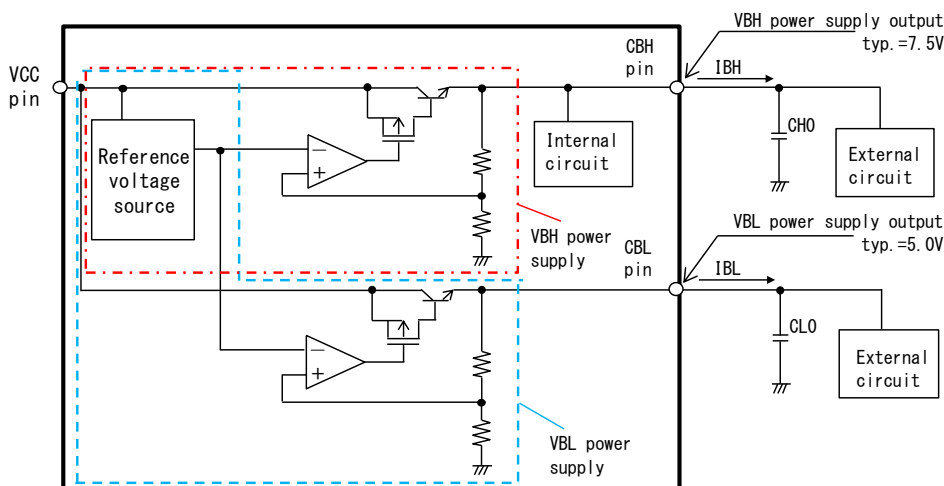 VBH power supply output
typ.=7.5V
CBH
pin
IBH
VCC
pin
Reference
voltage
source
−
+
Internal
circuit
CHO
External
circuit
VBH power
supply
VBL power supply output
typ.=5.0V
CBL
pin
IBL
−
+
CLO
External
circuit
VBL power
supply